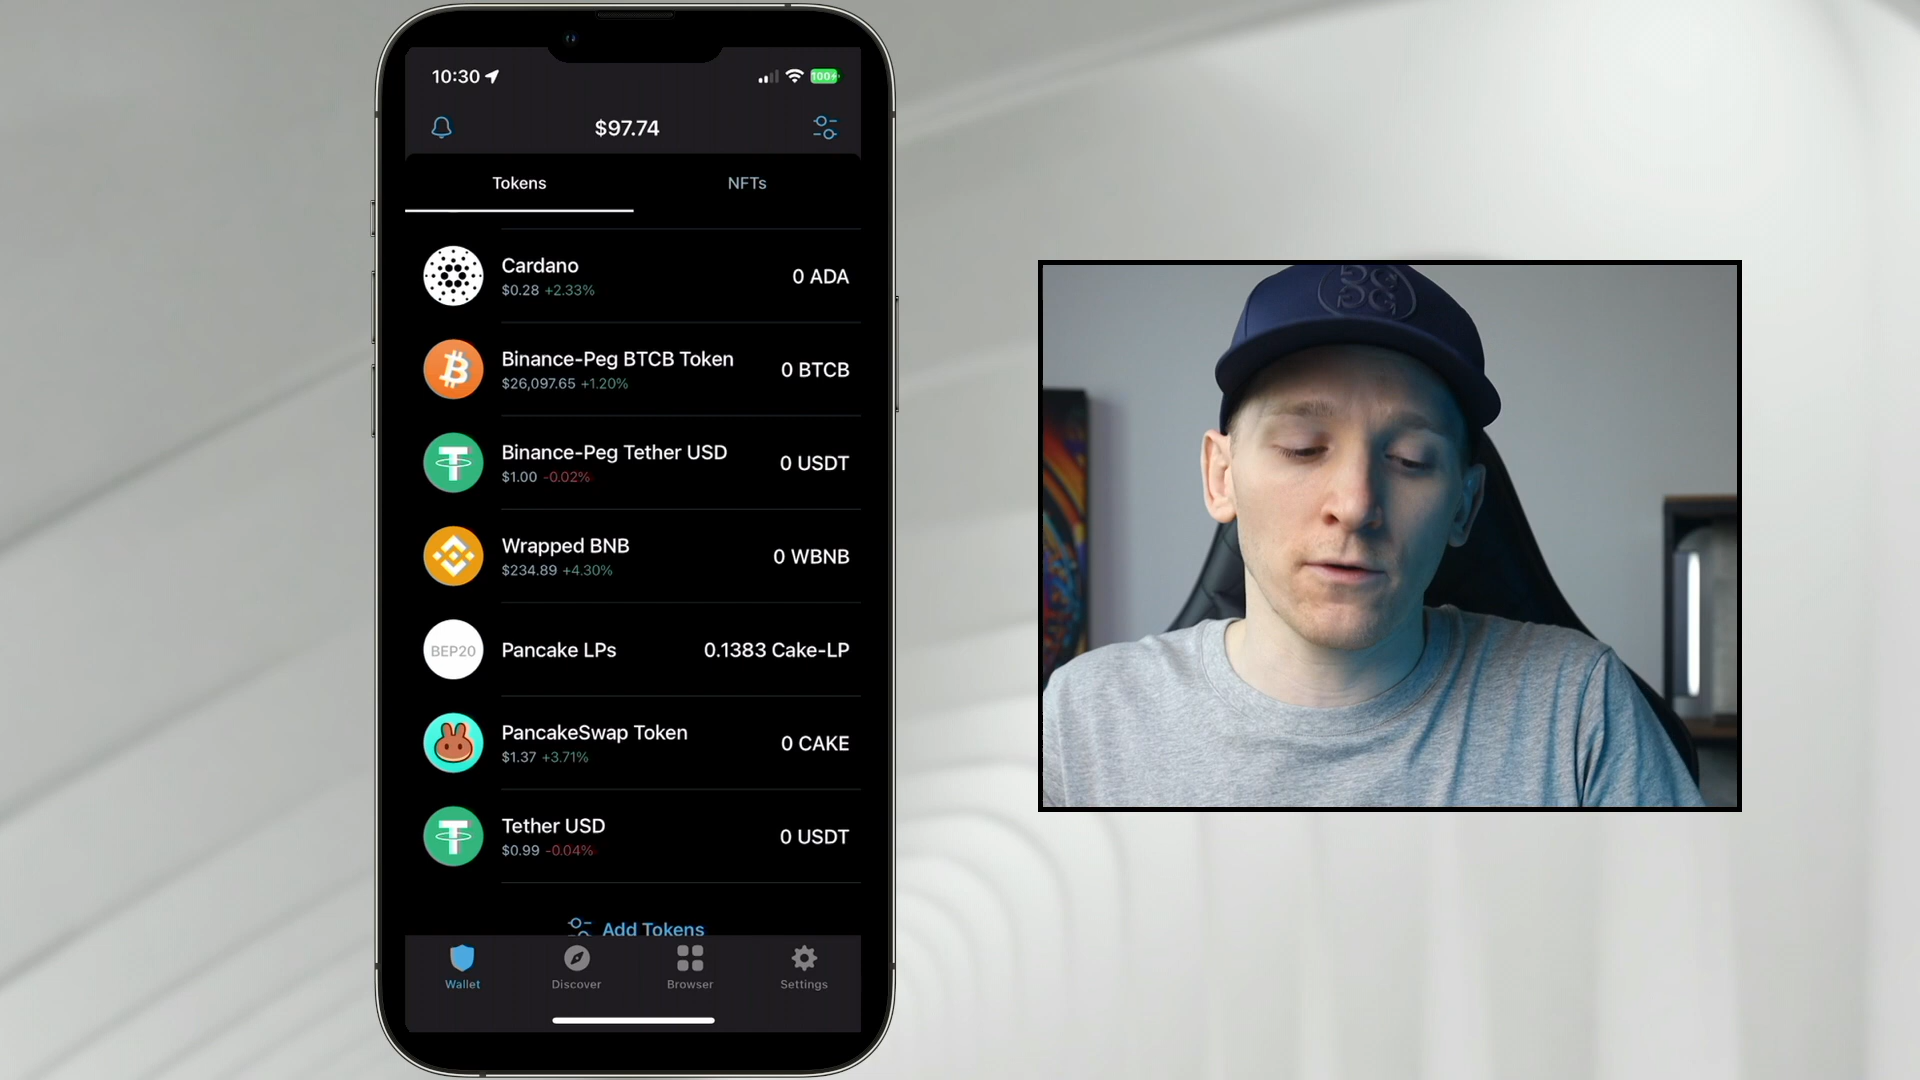 10:30
100
$97.74
Tokens
NFTs
Cardano
$0.28 +2.33%
0 ADA
Binance-Peg BTCB Token
$26,097.65 +1.20%
0 BTCB
Binance-Peg Tether USD
$1.00 -0.02%
0 USDT
Wrapped BNB
$234.89 +4.30%
0 WBNB
BEP20
Pancake LPs
0.1383 Cake-LP
PancakeSwap Token
$1.37 +3.71%
0 CAKE
Tether USD
$0.99 -0.04%
0 USDT
Add Tokens
Wallet
Discover
Browser
Settings